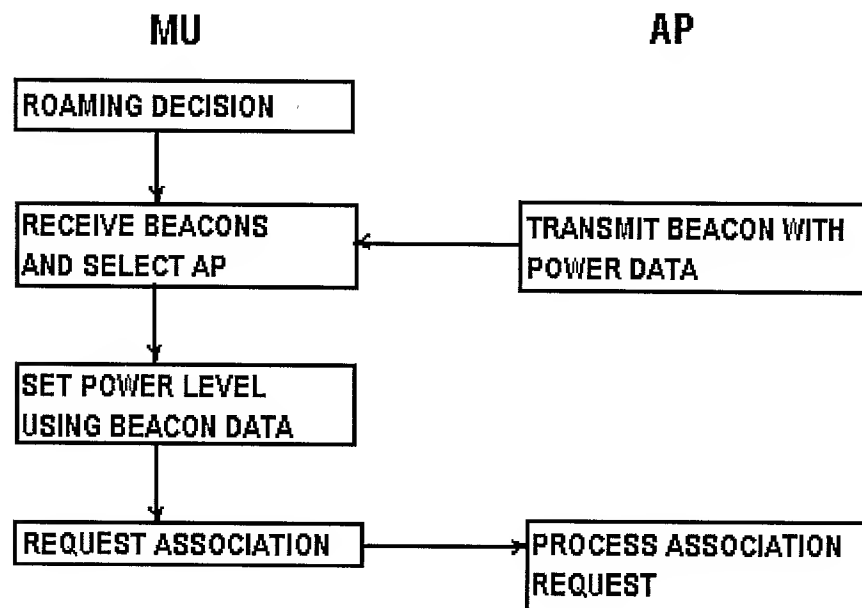 MU
AP
ROAMING DECISION
RECEIVE BEACONS
AND SELECT AP
TRANSMIT BEACON WITH
POWER DATA
SET POWER LEVEL
USING BEACON DATA
REQUEST ASSOCIATION
PROCESS ASSOCIATION
REQUEST